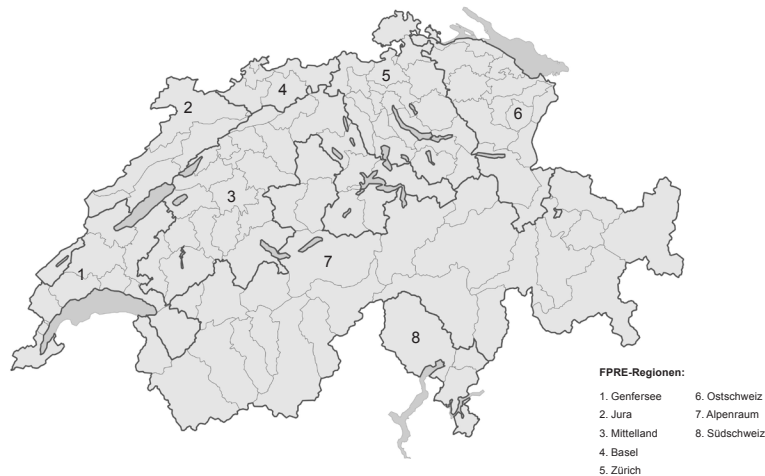 5
4
2
6
3
7
1
8
FPRE-Regionen:
1. Genfersee
2. Jura
3. Mittelland
4. Basel
5. Zürich
6. Ostschweiz
7. Alpenraum
8. Südschweiz